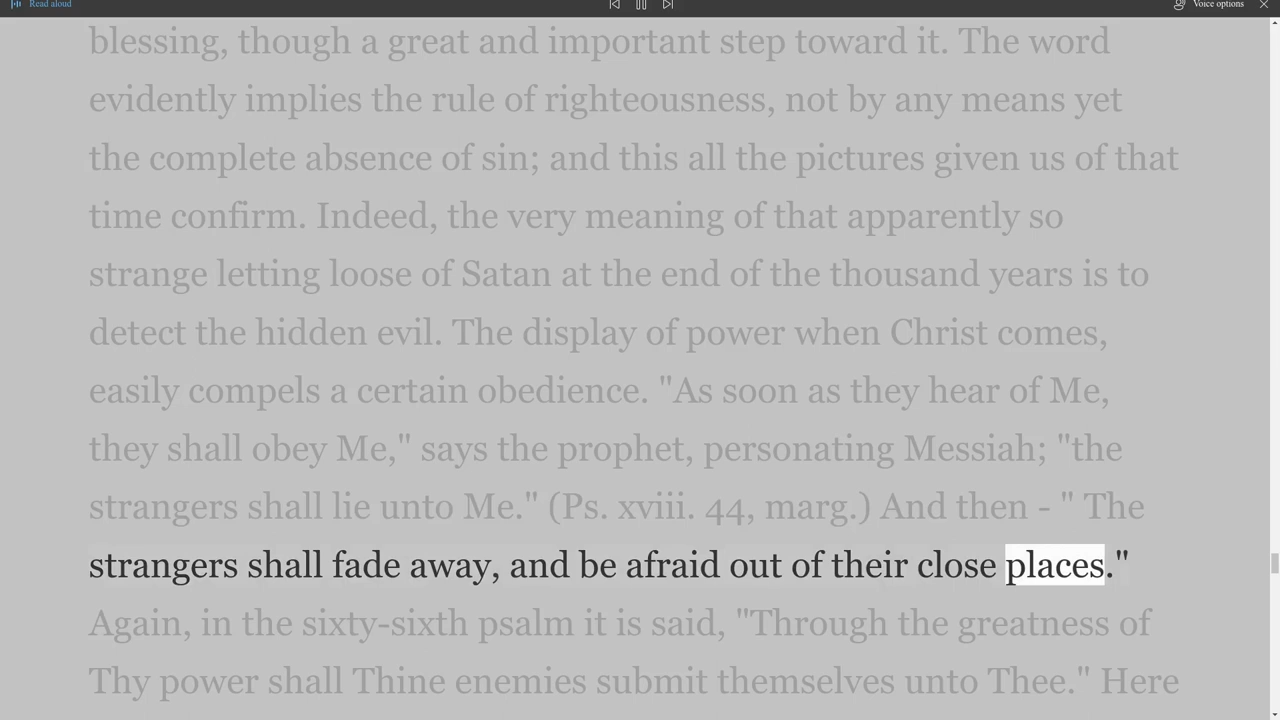 Read aloud
Voice options
blessing, though a great and important step toward it. The word
evidently implies the rule of righteousness, not by any means yet
the complete absence of sin; and this all the pictures given us of that
time confirm. Indeed, the very meaning of that apparently so
strange letting loose of Satan at the end of the thousand years is to
detect the hidden evil. The display of power when Christ comes,
easily compels a certain obedience. "As soon as they hear of Me,
they shall obey Me," says the prophet, personating Messiah; "the
strangers shall lie unto Me." (Ps. xviii. 44, marg.) And then - " The
strangers shall fade away, and be afraid out of their close places."
Again, in the sixty-sixth psalm it is said, "Through the greatness of
Thy power shall Thine enemies submit themselves unto Thee." Here